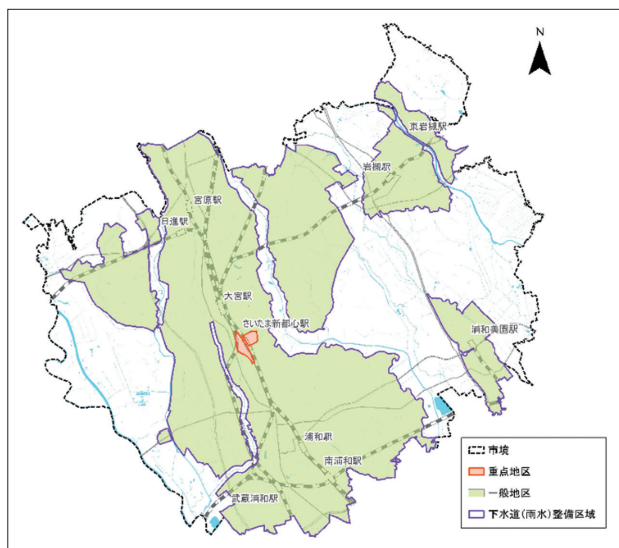 N
東岩槻駅
岩槻駅
宮原駅
日進駅
大宮駅
さいたま新都心駅
浦和美園駅
浦和駅
南浦和駅
武蔵浦和駅
市境
重点地区
一般地区
下水道(雨水)整備区域